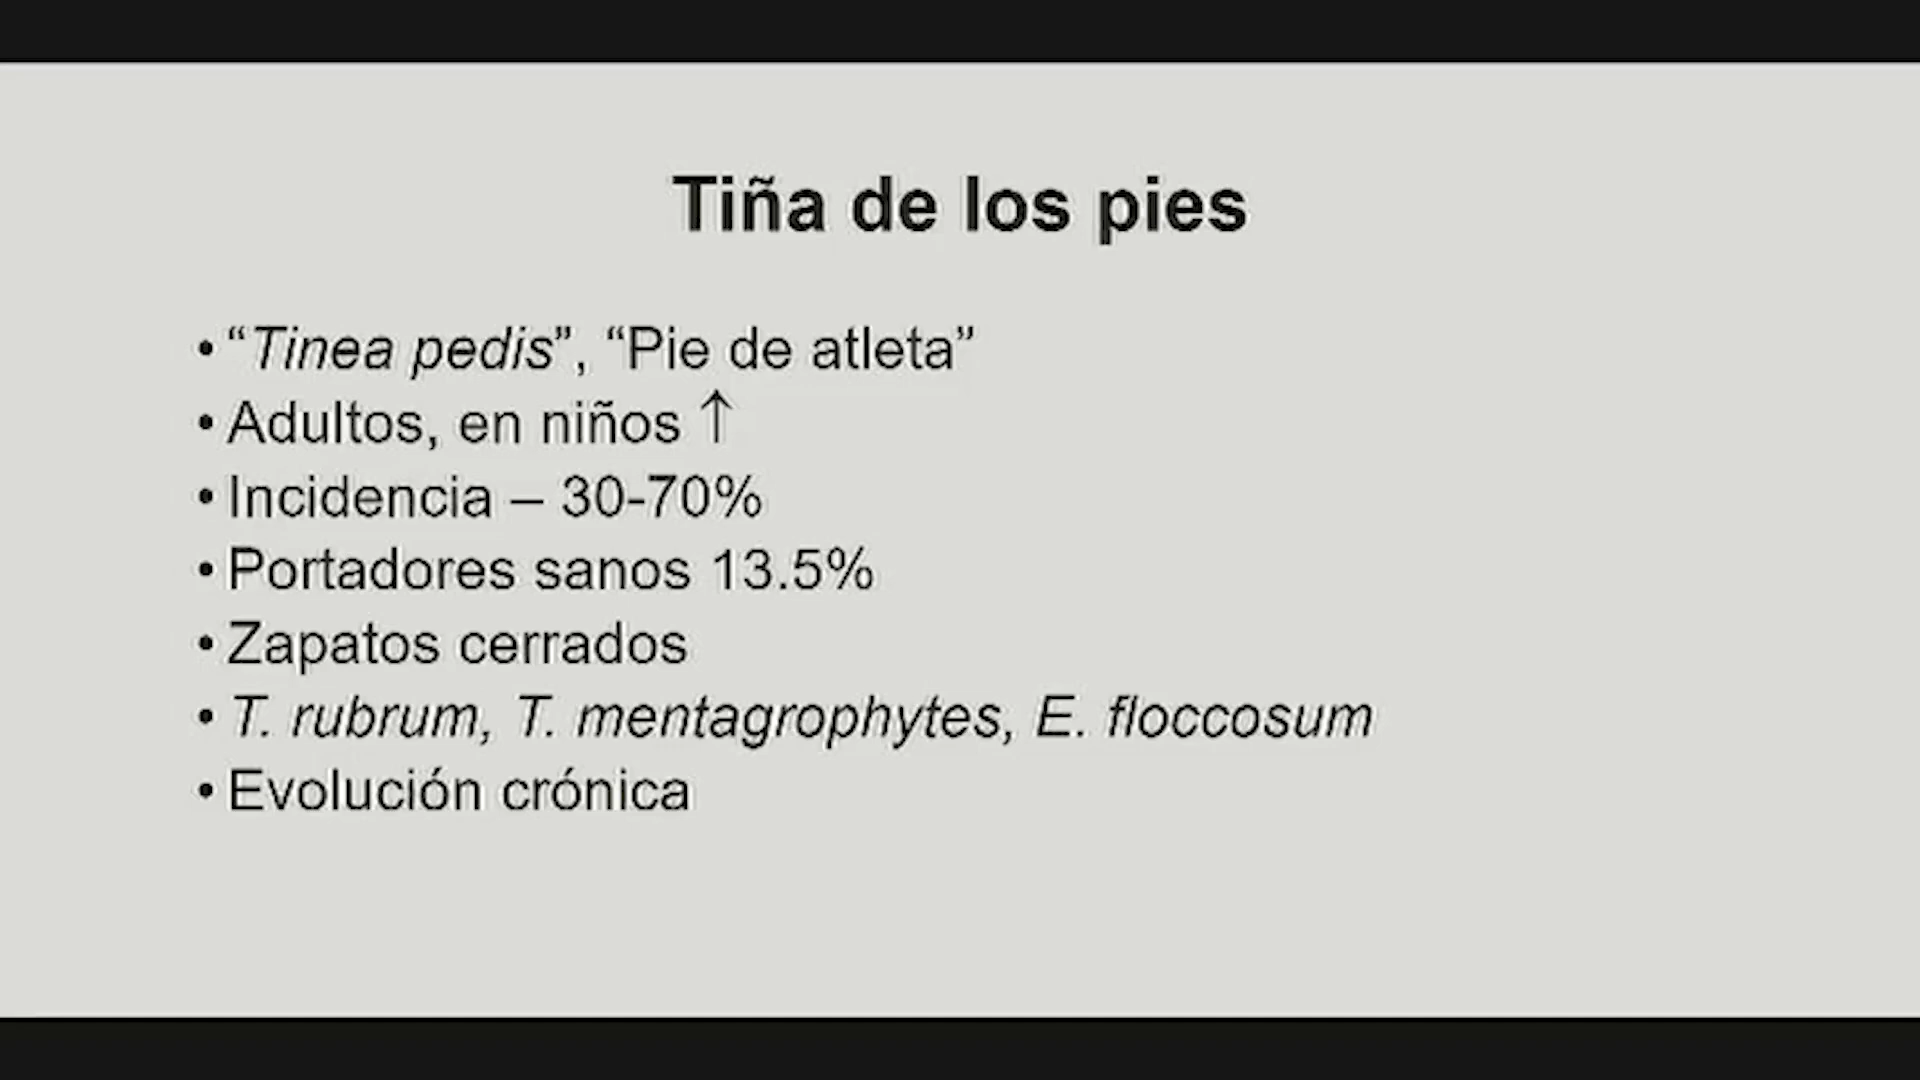 Tiña de los pies
• “Tinea pedis”, “Pie de atleta”
• Adultos, en niños ↑
• Incidencia – 30-70%
• Portadores sanos 13.5%
• Zapatos cerrados
• T. rubrum, T. mentagrophytes, E. floccosum
• Evolución crónica